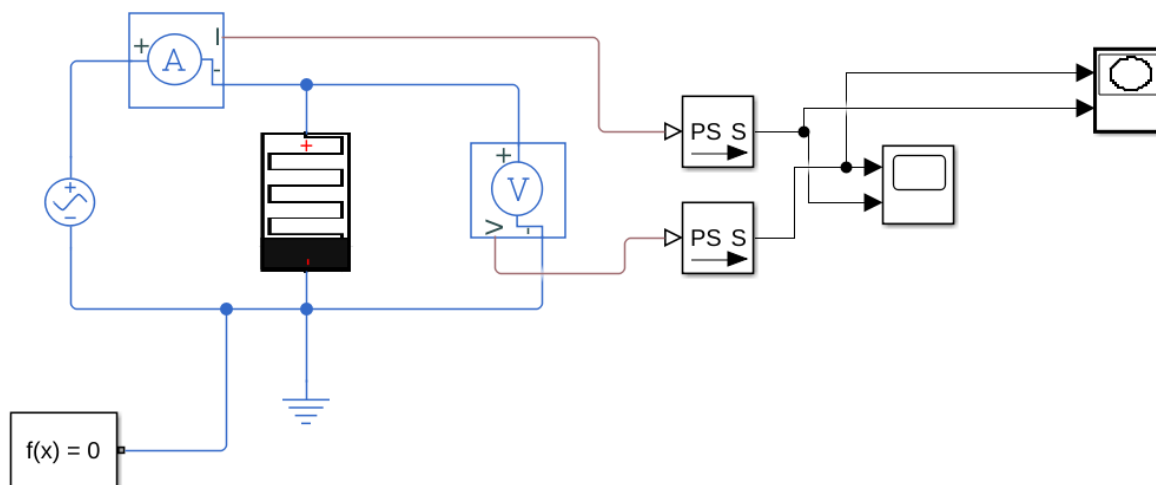 + A I -
+
-
+
-
+ V
V -
PS S
PS S
f(x) = 0